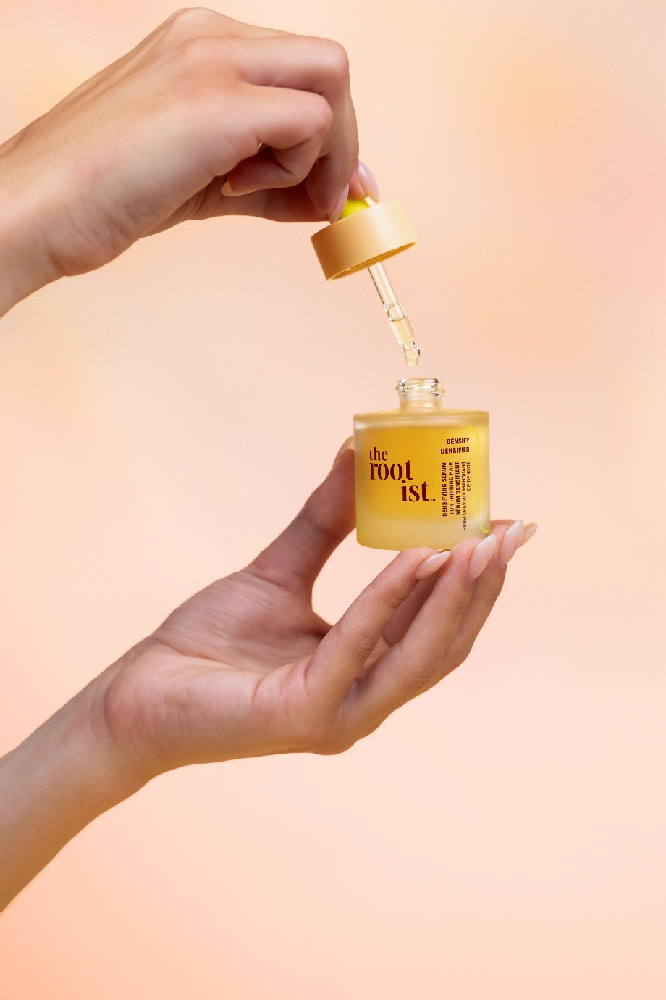 the
root
ist™
DENSIFY
DENSIFIER
DENSIFYING SERUM
FOR THINNING HAIR
SÉRUM DENSIFIANT
POUR CHEVEUX MANQUANT
DE DENSITÉ